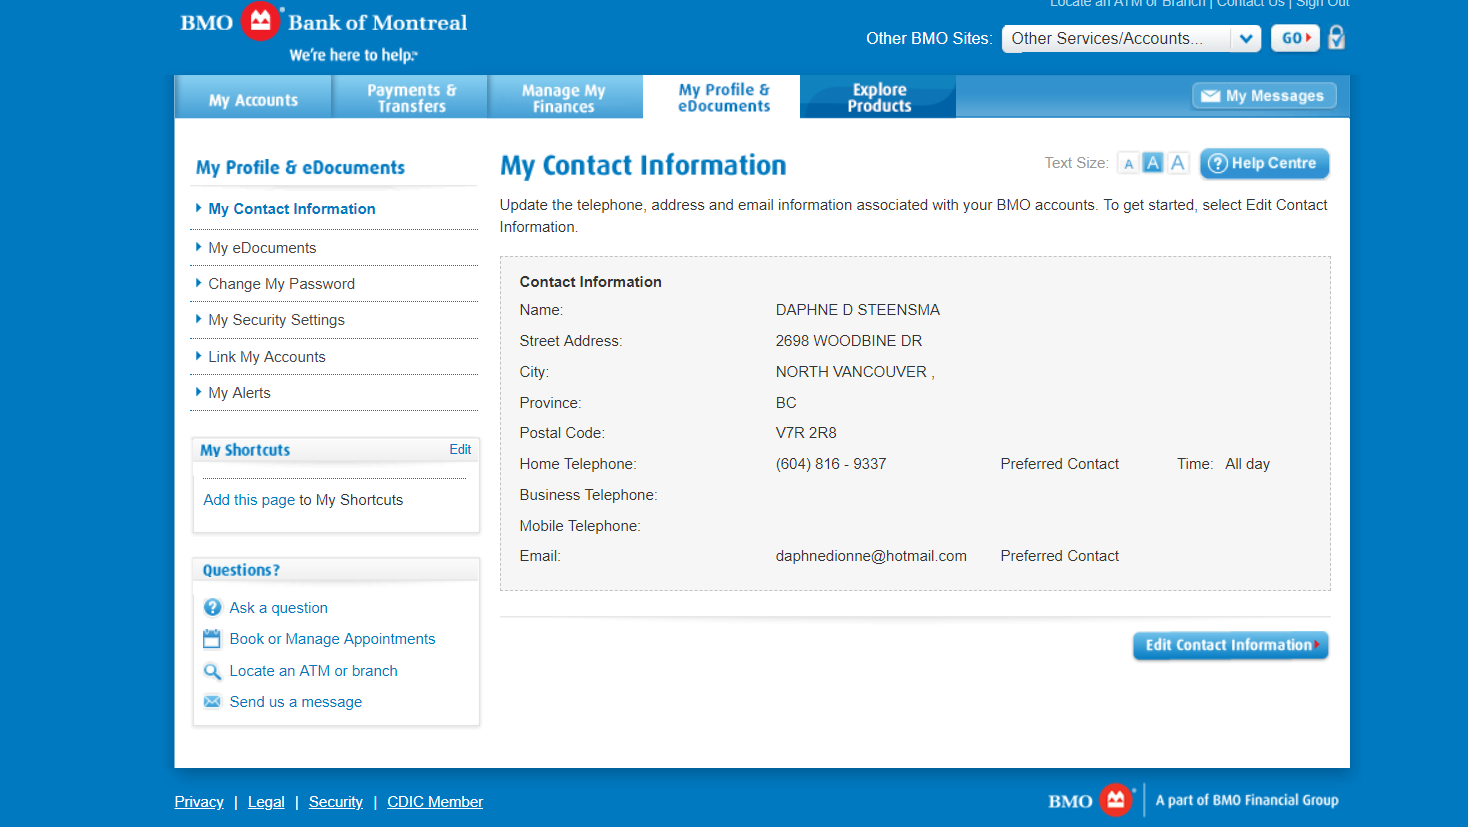 Locate an ATM or Branch | Contact Us | Sign Out
BMO Bank of Montreal
We're here to help.™
Other BMO Sites: Other Services/Accounts... GO
My Accounts
Payments & Transfers
Manage My Finances
My Profile & eDocuments
Explore Products
My Messages
My Profile & eDocuments
My Contact Information
My eDocuments
Change My Password
My Security Settings
Link My Accounts
My Alerts
My Shortcuts Edit
Add this page to My Shortcuts
Questions?
Ask a question
Book or Manage Appointments
Locate an ATM or branch
Send us a message
My Contact Information
Text Size: A A A
Help Centre
Update the telephone, address and email information associated with your BMO accounts. To get started, select Edit Contact
Information.
Contact Information
Name: DAPHNE D STEENSMA
Street Address: 2698 WOODBINE DR
City: NORTH VANCOUVER ,
Province: BC
Postal Code: V7R 2R8
Home Telephone: (604) 816 - 9337 Preferred Contact Time: All day
Business Telephone:
Mobile Telephone:
Email: daphnedionne@hotmail.com Preferred Contact
Edit Contact Information
Privacy | Legal | Security | CDIC Member
BMO A part of BMO Financial Group